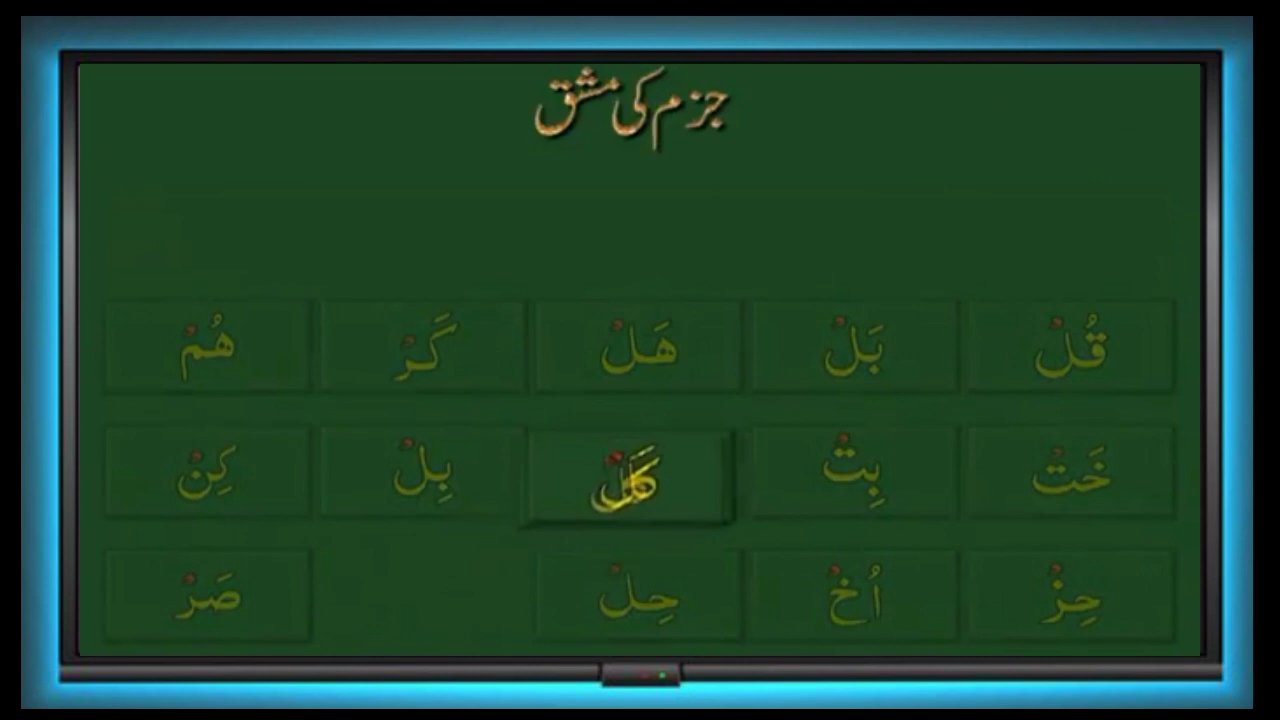 جزم کی مشق
قُلْ بَلْ هَلْ كَرْ هُمْ
خَتْ بِتْ كَلْ بِلْ كِنْ
حِزْ اُخْ حِلْ صَرْ